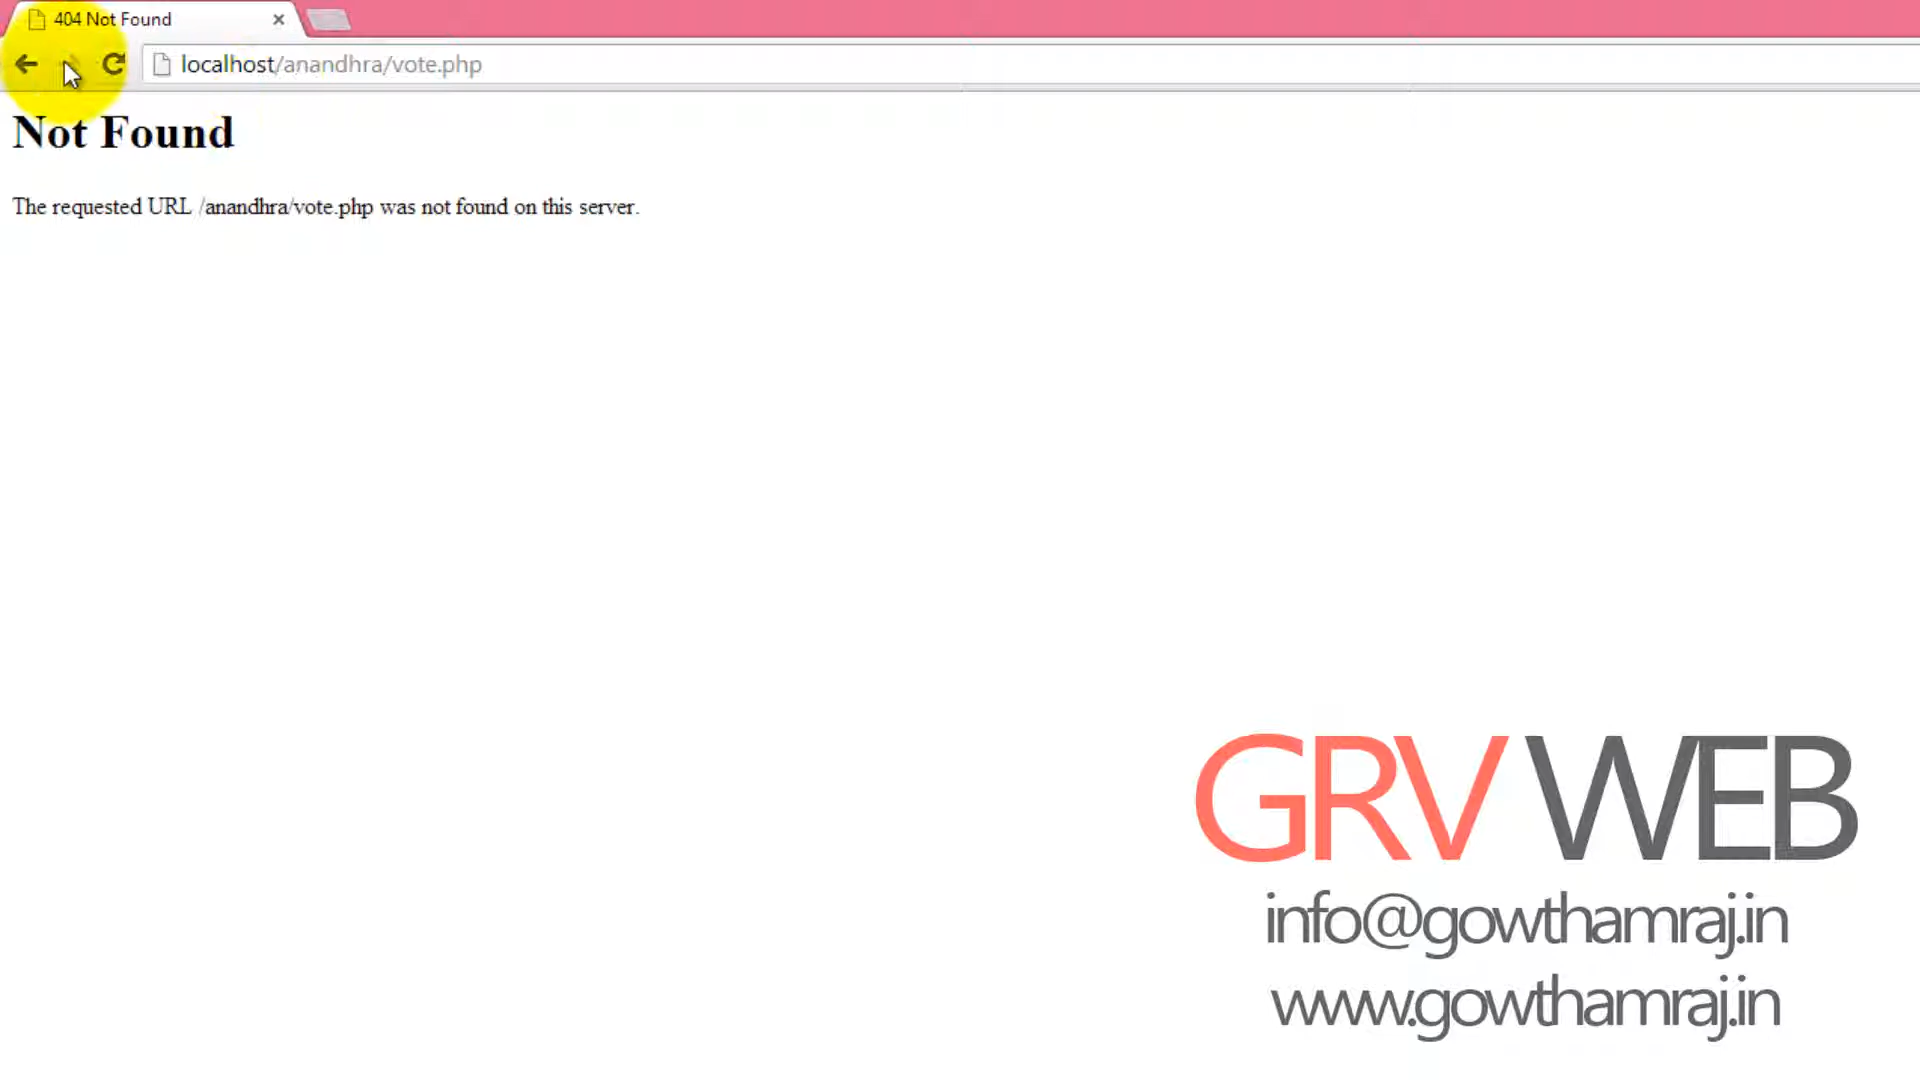 404 Not Found
localhost/anandhra/vote.php
Not Found
The requested URL /anandhra/vote.php was not found on this server.
GRV WEB
info@gowthamraj.in
www.gowthamraj.in